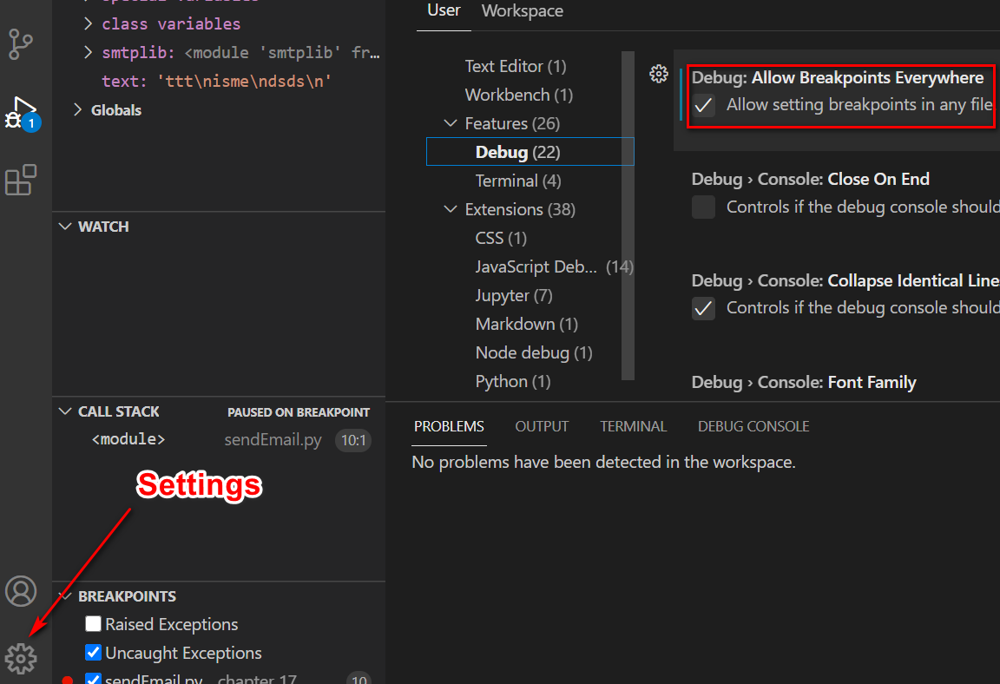 special variables
class variables
smtplib: <module 'smtplib' fr…
text: 'ttt\nisme\ndsds\n'
Globals
1
WATCH
CALL STACK PAUSED ON BREAKPOINT
<module> sendEmail.py 10:1
Settings
BREAKPOINTS
Raised Exceptions
Uncaught Exceptions
sendEmail.py chapter 17 10
User Workspace
Text Editor (1)
Workbench (1)
Features (26)
Debug (22)
Terminal (4)
Extensions (38)
CSS (1)
JavaScript Deb... (14)
Jupyter (7)
Markdown (1)
Node debug (1)
Python (1)
Debug: Allow Breakpoints Everywhere
Allow setting breakpoints in any file
Debug › Console: Close On End
Controls if the debug console should
Debug › Console: Collapse Identical Line
Controls if the debug console should
Debug › Console: Font Family
PROBLEMS OUTPUT TERMINAL DEBUG CONSOLE
No problems have been detected in the workspace.